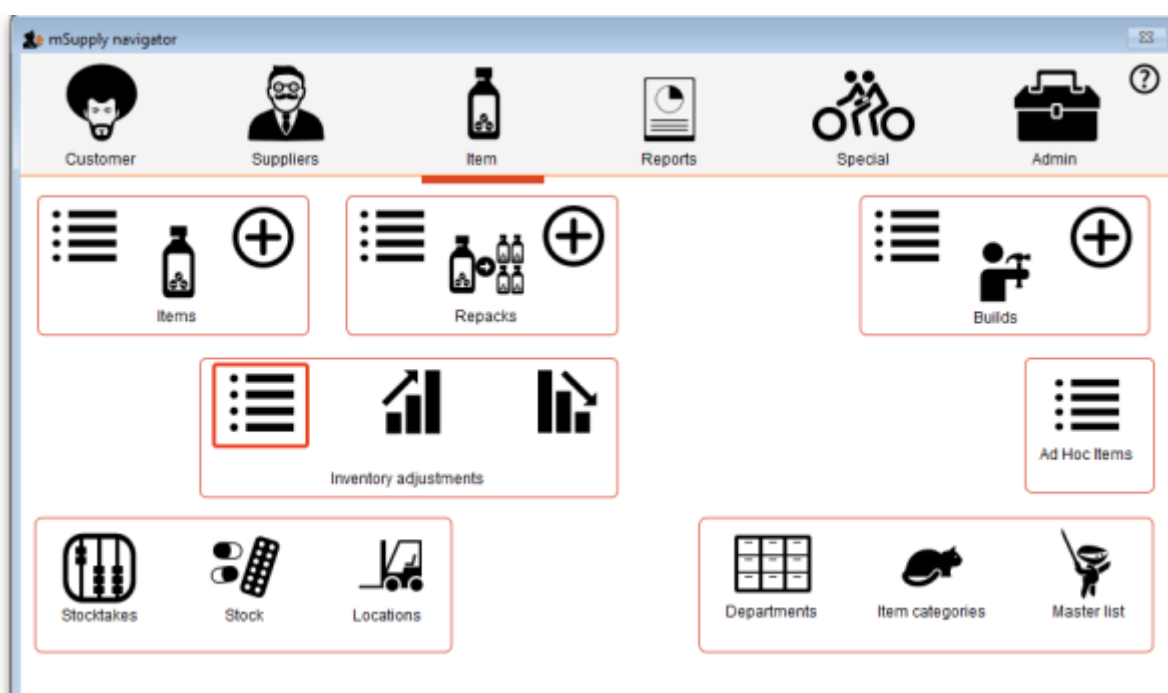 mSupply navigator
Customer
Suppliers
Item
Reports
Special
Admin
?
Items
Repacks
Builds
Inventory adjustments
Ad Hoc Items
Stocktakes
Stock
Locations
Departments
Item categories
Master list